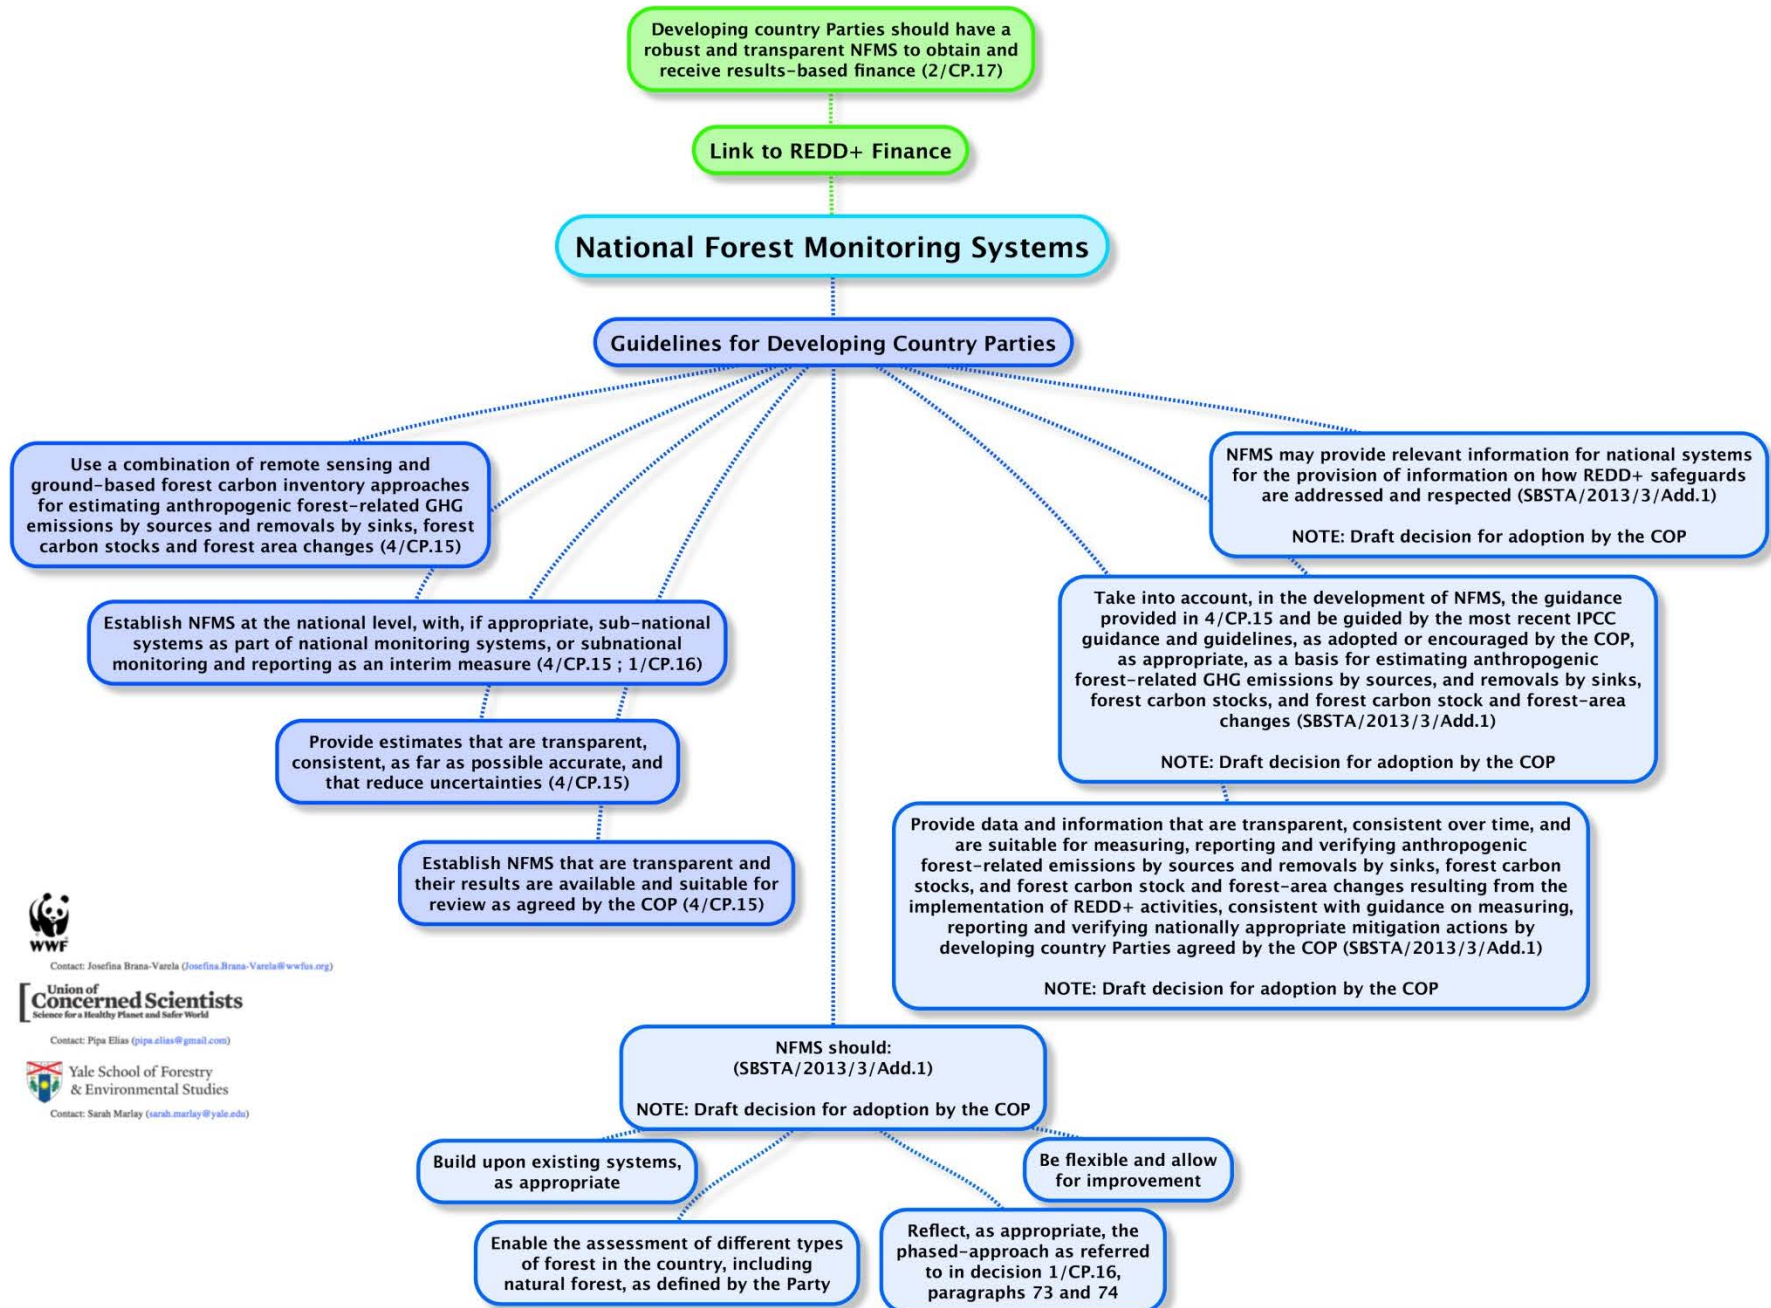 Developing country Parties should have a
robust and transparent NFMS to obtain and
receive results-based finance (2/CP.17)
Link to REDD+ Finance
National Forest Monitoring Systems
Guidelines for Developing Country Parties
Use a combination of remote sensing and
ground-based forest carbon inventory approaches
for estimating anthropogenic forest-related GHG
emissions by sources and removals by sinks, forest
carbon stocks and forest area changes (4/CP.15)
Establish NFMS at the national level, with, if appropriate, sub-national
systems as part of national monitoring systems, or subnational
monitoring and reporting as an interim measure (4/CP.15 ; 1/CP.16)
Provide estimates that are transparent,
consistent, as far as possible accurate, and
that reduce uncertainties (4/CP.15)
Establish NFMS that are transparent and
their results are available and suitable for
review as agreed by the COP (4/CP.15)
NFMS may provide relevant information for national systems
for the provision of information on how REDD+ safeguards
are addressed and respected (SBSTA/2013/3/Add.1)
NOTE: Draft decision for adoption by the COP
Take into account, in the development of NFMS, the guidance
provided in 4/CP.15 and be guided by the most recent IPCC
guidance and guidelines, as adopted or encouraged by the COP,
as appropriate, as a basis for estimating anthropogenic
forest-related GHG emissions by sources, and removals by sinks,
forest carbon stocks, and forest carbon stock and forest-area
changes (SBSTA/2013/3/Add.1)
NOTE: Draft decision for adoption by the COP
Provide data and information that are transparent, consistent over time, and
are suitable for measuring, reporting and verifying anthropogenic
forest-related emissions by sources and removals by sinks, forest carbon
stocks, and forest carbon stock and forest-area changes resulting from the
implementation of REDD+ activities, consistent with guidance on measuring,
reporting and verifying nationally appropriate mitigation actions by
developing country Parties agreed by the COP (SBSTA/2013/3/Add.1)
NOTE: Draft decision for adoption by the COP
NFMS should:
(SBSTA/2013/3/Add.1)
NOTE: Draft decision for adoption by the COP
Build upon existing systems,
as appropriate
Enable the assessment of different types
of forest in the country, including
natural forest, as defined by the Party
Reflect, as appropriate, the
phased-approach as referred
to in decision 1/CP.16,
paragraphs 73 and 74
Be flexible and allow
for improvement
WWF
Contact: Josefina Brana-Varela (Josefina.Brana-Varela@wwfus.org)
Union of
Concerned Scientists
Science for a Healthy Planet and Safer World
Contact: Pipa Elias (pipa.elias@gmail.com)
Yale School of Forestry
& Environmental Studies
Contact: Sarah Marlay (sarah.marlay@yale.edu)